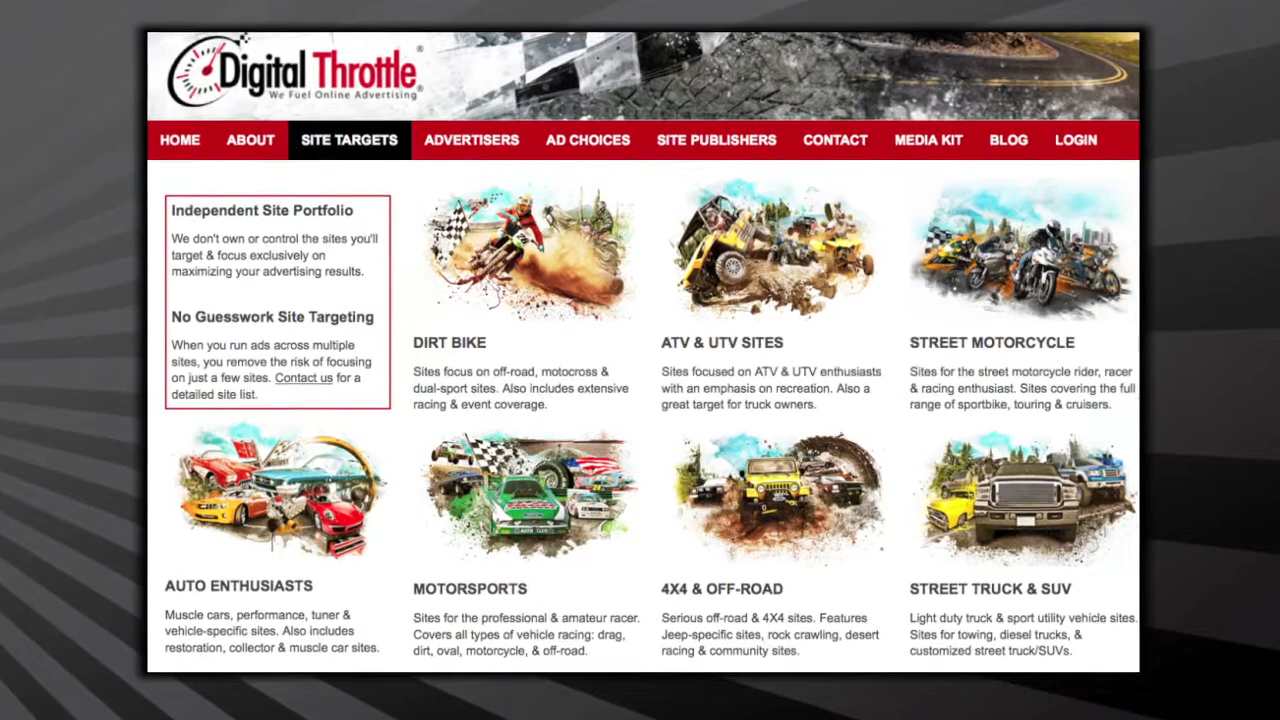 Digital Throttle®
We Fuel Online Advertising
HOME ABOUT SITE TARGETS ADVERTISERS AD CHOICES SITE PUBLISHERS CONTACT MEDIA KIT BLOG LOGIN
Independent Site Portfolio
We don't own or control the sites you'll
target & focus exclusively on
maximizing your advertising results.
No Guesswork Site Targeting
When you run ads across multiple
sites, you remove the risk of focusing
on just a few sites. Contact us for a
detailed site list.
DIRT BIKE
Sites focus on off-road, motocross &
dual-sport sites. Also includes extensive
racing & event coverage.
ATV & UTV SITES
Sites focused on ATV & UTV enthusiasts
with an emphasis on recreation. Also a
great target for truck owners.
STREET MOTORCYCLE
Sites for the street motorcycle rider, racer
& racing enthusiast. Sites covering the full
range of sportbike, touring & cruisers.
AUTO ENTHUSIASTS
Muscle cars, performance, tuner &
vehicle-specific sites. Also includes
restoration, collector & muscle car sites.
MOTORSPORTS
Sites for the professional & amateur racer.
Covers all types of vehicle racing: drag,
dirt, oval, motorcycle, & off-road.
4X4 & OFF-ROAD
Serious off-road & 4X4 sites. Features
Jeep-specific sites, rock crawling, desert
racing & community sites.
STREET TRUCK & SUV
Light duty truck & sport utility vehicle sites.
Sites for towing, diesel trucks, &
customized street truck/SUVs.